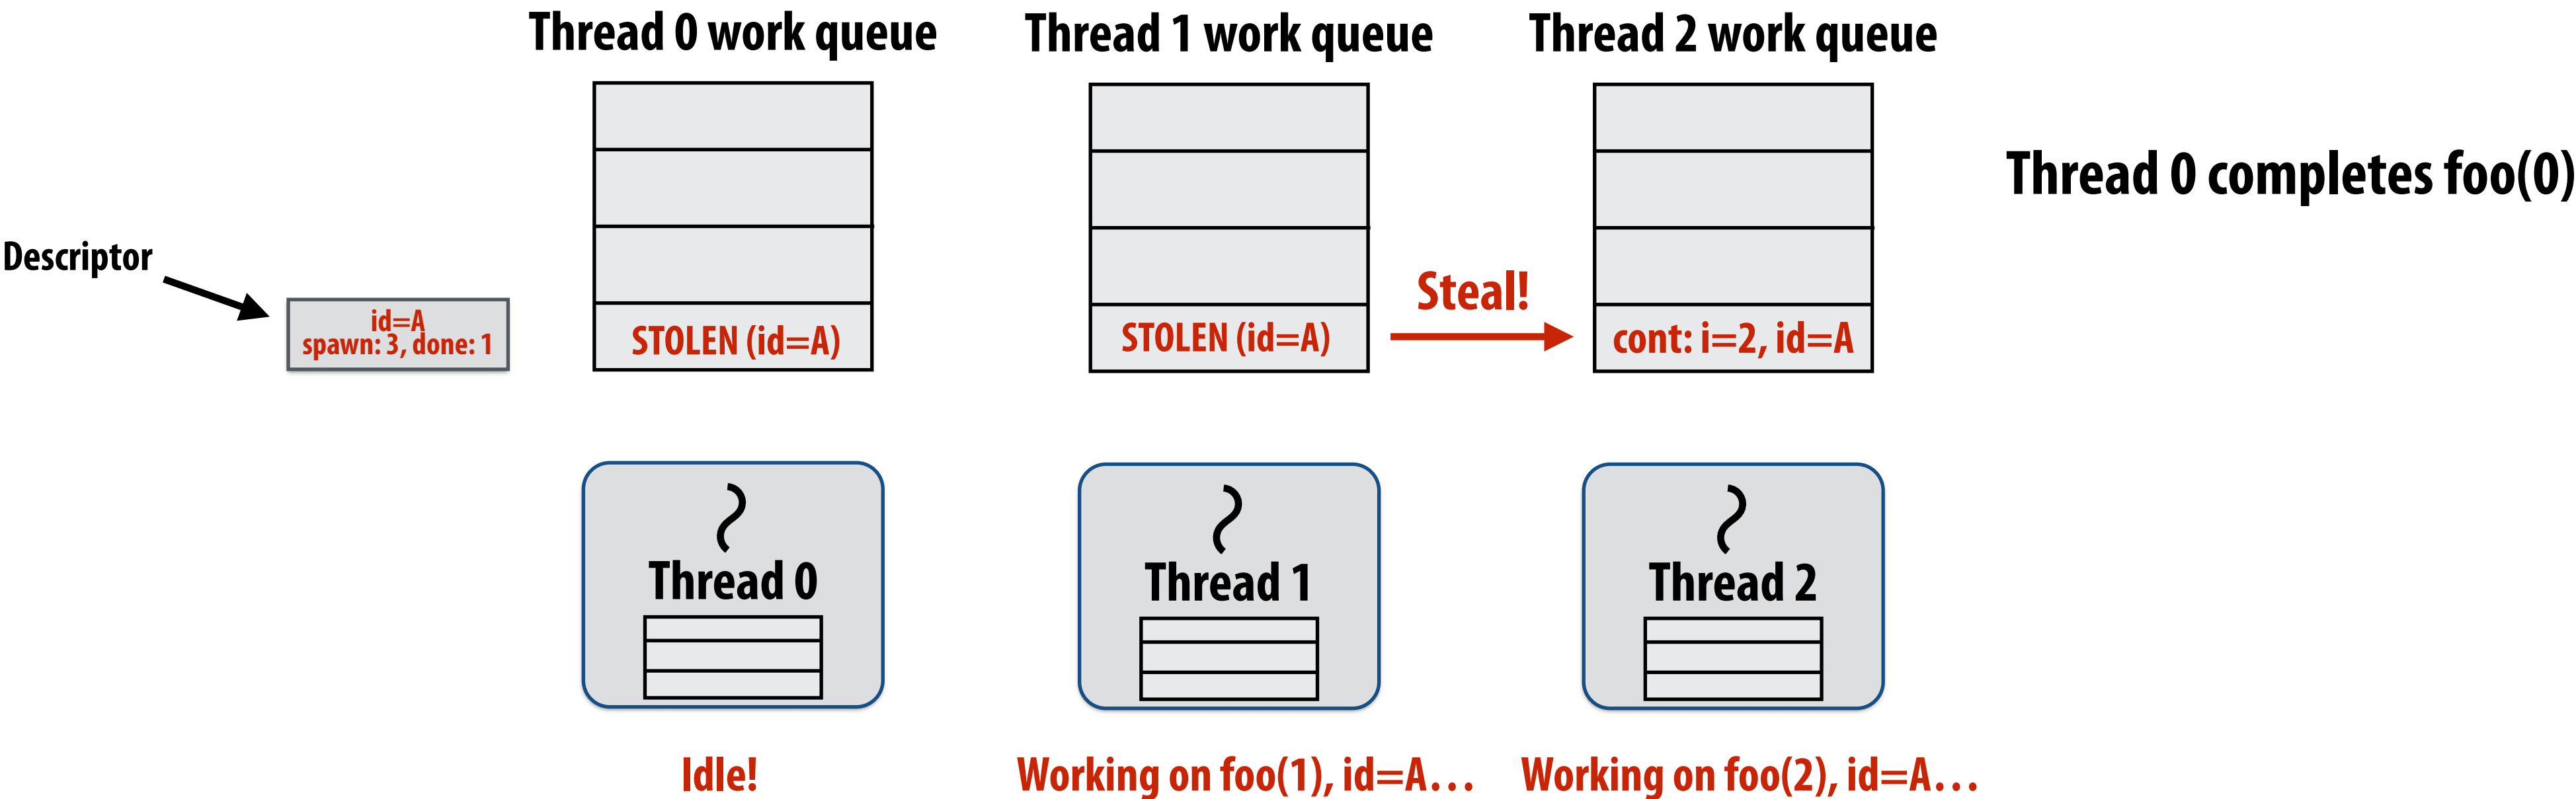 Thread 0 work queue
Thread 1 work queue
Thread 2 work queue
Thread 0 completes foo(0)
Descriptor
id=A
spawn: 3, done: 1
STOLEN (id=A)
STOLEN (id=A)
Steal!
cont: i=2, id=A
Thread 0
Thread 1
Thread 2
Idle!
Working on foo(1), id=A…
Working on foo(2), id=A…